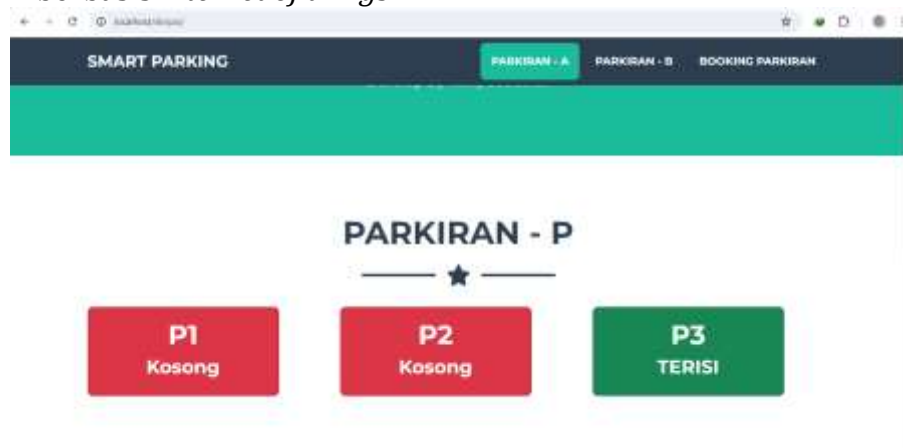 SMART PARKING PARKIRAN - A PARKIRAN - B BOOKING PARKIRAN
PARKIRAN - P
P1 P2 P3
Kosong Kosong TERISI